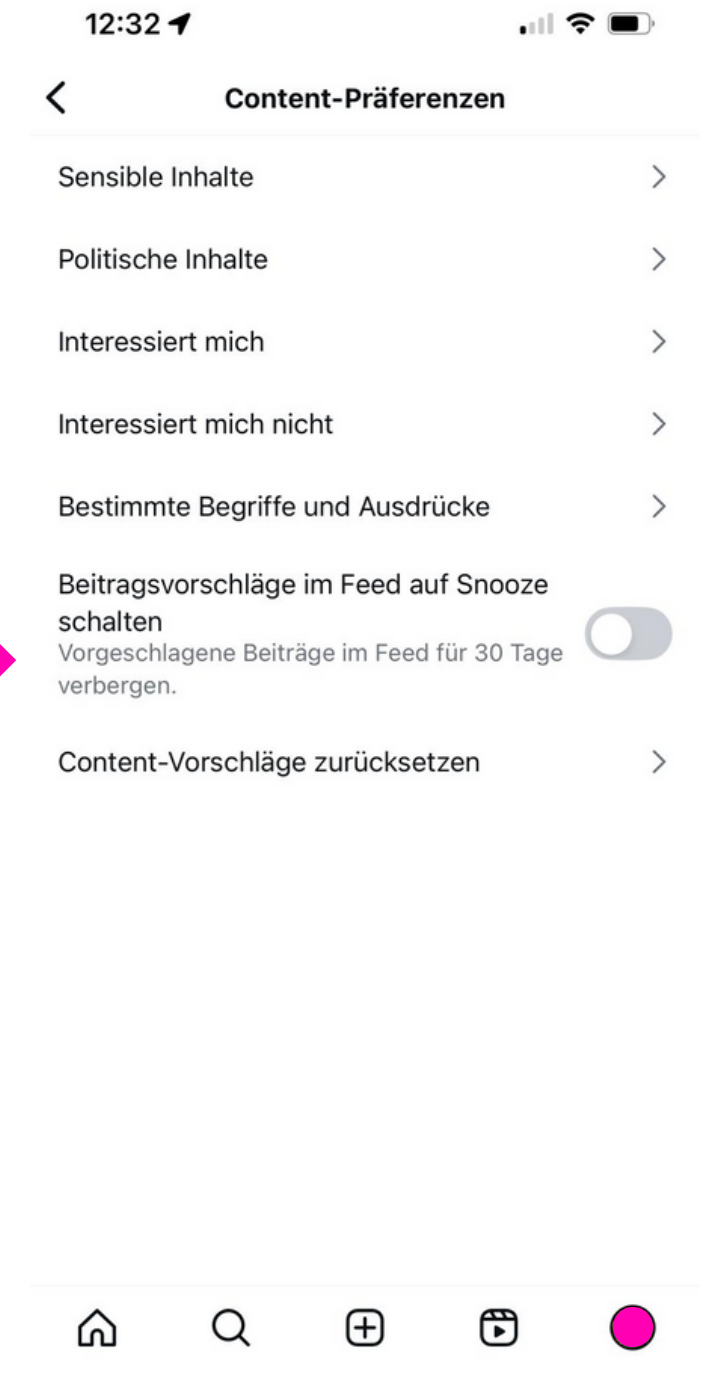 12:32
Content-Präferenzen
Sensible Inhalte
Politische Inhalte
Interessiert mich
Interessiert mich nicht
Bestimmte Begriffe und Ausdrücke
Beitragsvorschläge im Feed auf Snooze
schalten
Vorgeschlagene Beiträge im Feed für 30 Tage
verbergen.
Content-Vorschläge zurücksetzen